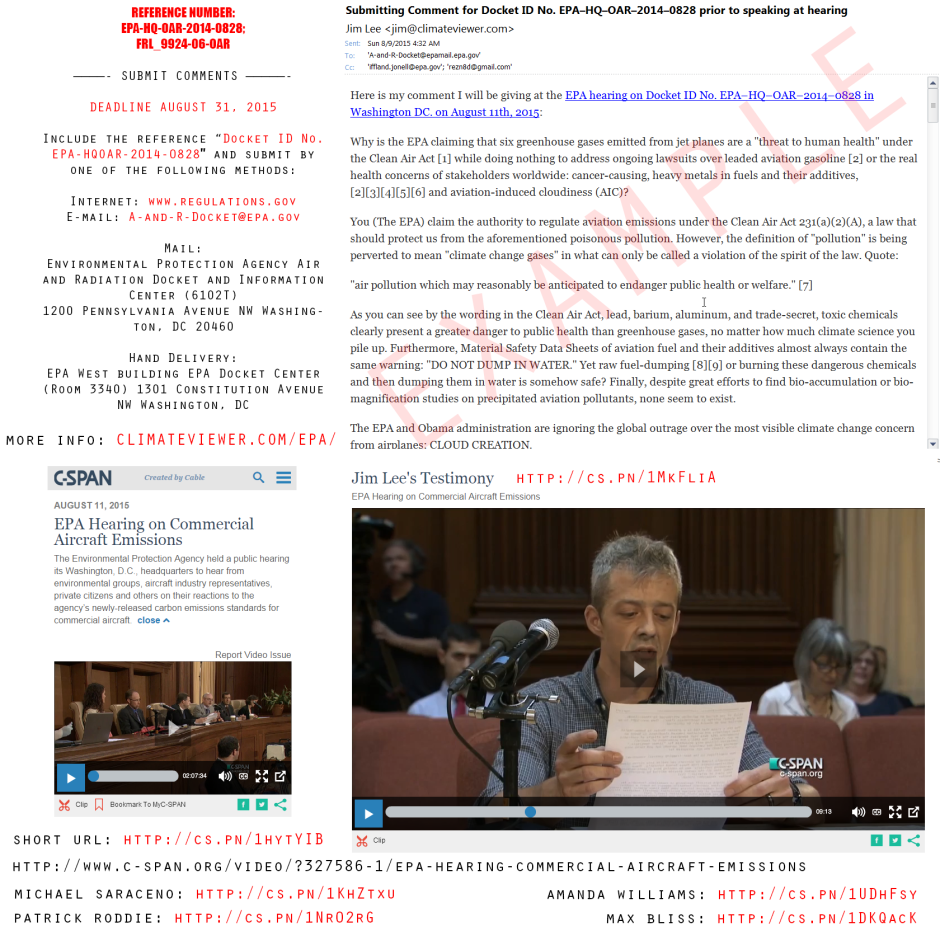 REFERENCE NUMBER:
EPA-HQ-OAR-2014-0828;
FRL_9924-06-OAR
SUBMIT COMMENTS
DEADLINE AUGUST 31, 2015
INCLUDE THE REFERENCE “DOCKET ID NO.
EPA-HQOAR-2014-0828” AND SUBMIT BY
ONE OF THE FOLLOWING METHODS:
INTERNET: WWW.REGULATIONS.GOV
E-MAIL: A-AND-R-DOCKET@EPA.GOV
MAIL:
ENVIRONMENTAL PROTECTION AGENCY AIR
AND RADIATION DOCKET AND INFORMATION
CENTER (6102T)
1200 PENNSYLVANIA AVENUE NW WASHING-
TON, DC 20460
HAND DELIVERY:
EPA WEST BUILDING EPA DOCKET CENTER
(ROOM 3340) 1301 CONSTITUTION AVENUE
NW WASHINGTON, DC
MORE INFO: CLIMATEVIEWER.COM/EPA/
Submitting Comment for Docket ID No. EPA–HQ–OAR–2014–0828 prior to speaking at hearing
Jim Lee <jim@climateviewer.com>
Sent: Sun 8/9/2015 4:32 AM
To: 'A-and-R-Docket@epamail.epa.gov'
Cc: 'iffland.jonell@epa.gov'; 'rezn8d@gmail.com'
Here is my comment I will be giving at the EPA hearing on Docket ID No. EPA–HQ–OAR–2014–0828 in
Washington DC. on August 11th, 2015:
Why is the EPA claiming that six greenhouse gases emitted from jet planes are a "threat to human health" under
the Clean Air Act [1] while doing nothing to address ongoing lawsuits over leaded aviation gasoline [2] or the real
health concerns of stakeholders worldwide: cancer-causing, heavy metals in fuels and their additives,
[2][3][4][5][6] and aviation-induced cloudiness (AIC)?
You (The EPA) claim the authority to regulate aviation emissions under the Clean Air Act 231(a)(2)(A), a law that
should protect us from the aforementioned poisonous pollution. However, the definition of "pollution" is being
perverted to mean "climate change gases" in what can only be called a violation of the spirit of the law. Quote:
"air pollution which may reasonably be anticipated to endanger public health or welfare." [7]
As you can see by the wording in the Clean Air Act, lead, barium, aluminum, and trade-secret, toxic chemicals
clearly present a greater danger to public health than greenhouse gases, no matter how much climate science you
pile up. Furthermore, Material Safety Data Sheets of aviation fuel and their additives almost always contain the
same warning: "DO NOT DUMP IN WATER." Yet raw fuel-dumping [8][9] or burning these dangerous chemicals
and then dumping them in water is somehow safe? Finally, despite great efforts to find bio-accumulation or bio-
magnification studies on precipitated aviation pollutants, none seem to exist.
The EPA and Obama administration are ignoring the global outrage over the most visible climate change concern
from airplanes: CLOUD CREATION.
EXAMPLE
C-SPAN
Created by Cable
AUGUST 11, 2015
EPA Hearing on Commercial
Aircraft Emissions
The Environmental Protection Agency held a public hearing
its Washington, D.C., headquarters to hear from
environmental groups, aircraft industry representatives,
private citizens and others on their reactions to the
agency's newly-released carbon emissions standards for
commercial aircraft. close
Report Video Issue
C-SPAN
02:07:34
Clip
Bookmark To MyC-SPAN
Jim Lee's Testimony HTTP://CS.PN/1MKFLIA
EPA Hearing on Commercial Aircraft Emissions
C-SPAN
c-span.org
09:13
Clip
SHORT URL: HTTP://CS.PN/1HYTYIB
HTTP://WWW.C-SPAN.ORG/VIDEO/?327586-1/EPA-HEARING-COMMERCIAL-AIRCRAFT-EMISSIONS
MICHAEL SARACENO: HTTP://CS.PN/1KHZTXU
AMANDA WILLIAMS: HTTP://CS.PN/1UDHFSY
PATRICK RODDIE: HTTP://CS.PN/1NRO2RG
MAX BLISS: HTTP://CS.PN/1DKQACK